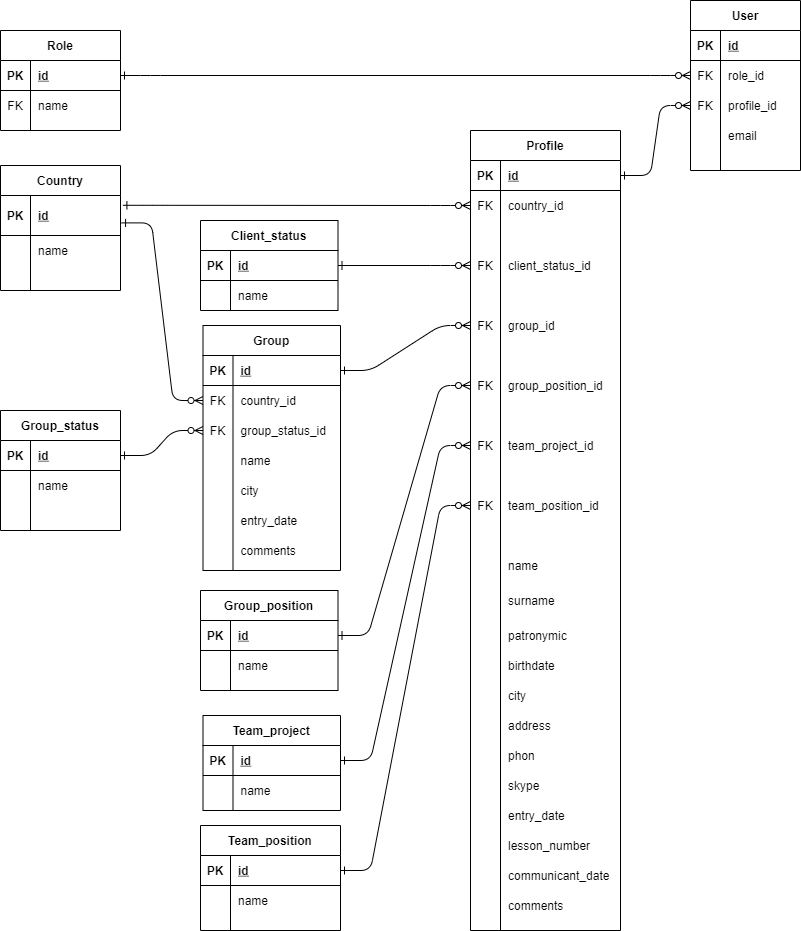 User
PK id
FK role_id
FK profile_id
email
Role
PK id
FK name
Profile
PK id
FK country_id
FK client_status_id
FK group_id
FK group_position_id
FK team_project_id
FK team_position_id
name
surname
patronymic
birthdate
city
address
phon
skype
entry_date
lesson_number
communicant_date
comments
Country
PK id
name
Client_status
PK id
name
Group
PK id
FK country_id
FK group_status_id
name
city
entry_date
comments
Group_status
PK id
name
Group_position
PK id
name
Team_project
PK id
name
Team_position
PK id
name